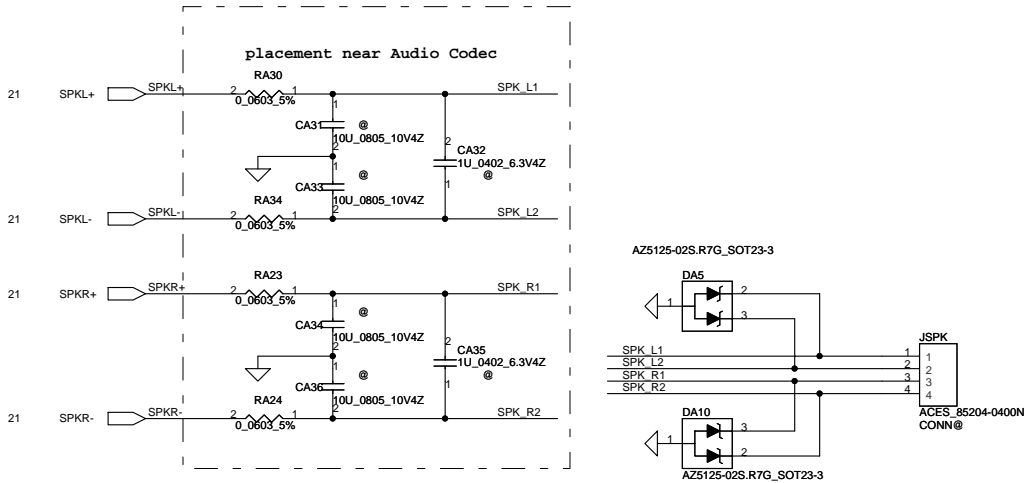 placement near Audio Codec
RA30
21 SPKL+ SPKL+ 2 1 SPK_L1
0_0603_5%
1
CA31 @
10U_0805_10V4Z
2
2
CA32
1U_0402_6.3V4Z
1
@
1
@
CA33
10U_0805_10V4Z
2
RA34
21 SPKL- SPKL- 2 1 SPK_L2
0_0603_5%
AZ5125-02S.R7G_SOT23-3
RA23
DA5
21 SPKR+ SPKR+ 2 1 SPK_R1
0_0603_5%
1 2
3
1
@
CA34
10U_0805_10V4Z
2
2
CA35
1U_0402_6.3V4Z
1
@
1
@
CA36
10U_0805_10V4Z
2
JSPK
SPK_L1 1 1
SPK_L2 2 2
SPK_R1 3 3
SPK_R2 4 4
RA24
21 SPKR- SPKR- 2 1 SPK_R2
0_0603_5%
ACES_85204-0400N
CONN@
DA10
1 3
2
AZ5125-02S.R7G_SOT23-3